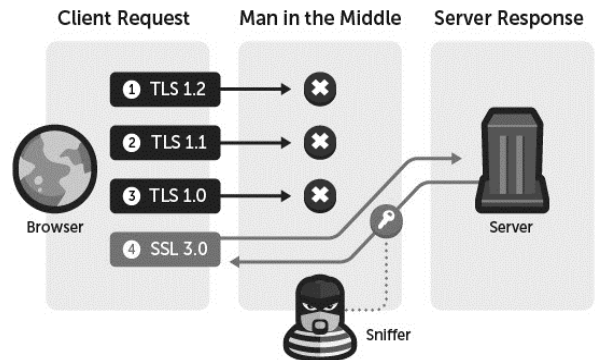 Client Request
Man in the Middle
Server Response
1 TLS 1.2
2 TLS 1.1
3 TLS 1.0
4 SSL 3.0
Browser
Server
Sniffer